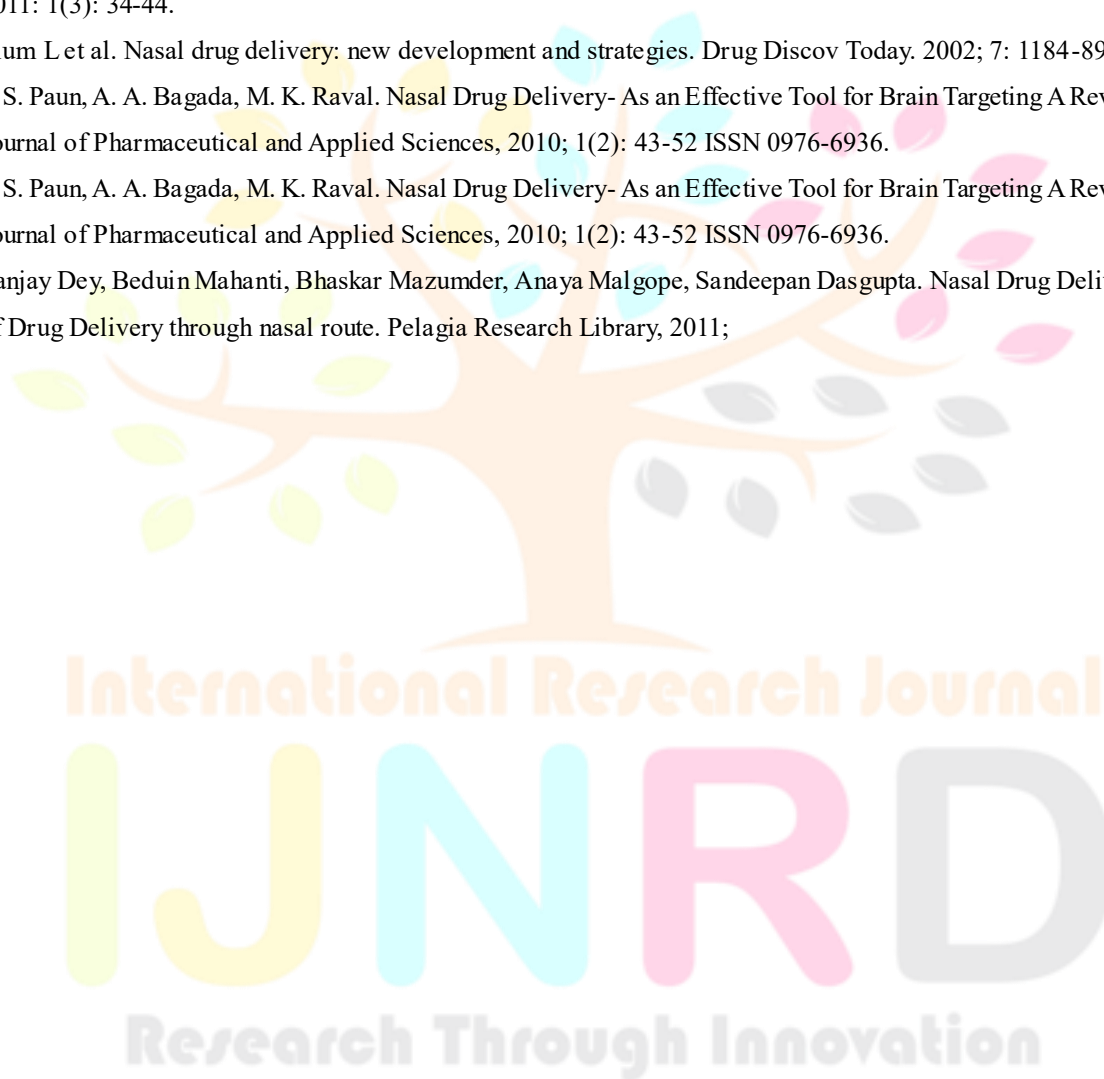 011: 1(3): 34-44.
lum L et al. Nasal drug delivery: new development and strategies. Drug Discov Today. 2002; 7: 1184-89
S. Paun, A. A. Bagada, M. K. Raval. Nasal Drug Delivery- As an Effective Tool for Brain Targeting A Rev
ournal of Pharmaceutical and Applied Sciences, 2010; 1(2): 43-52 ISSN 0976-6936.
S. Paun, A. A. Bagada, M. K. Raval. Nasal Drug Delivery- As an Effective Tool for Brain Targeting A Rev
ournal of Pharmaceutical and Applied Sciences, 2010; 1(2): 43-52 ISSN 0976-6936.
anjay Dey, Beduin Mahanti, Bhaskar Mazumder, Anaya Malgope, Sandeepan Dasgupta. Nasal Drug Deli
f Drug Delivery through nasal route. Pelagia Research Library, 2011;
International Research Journal
IJNRD
Research Through Innovation